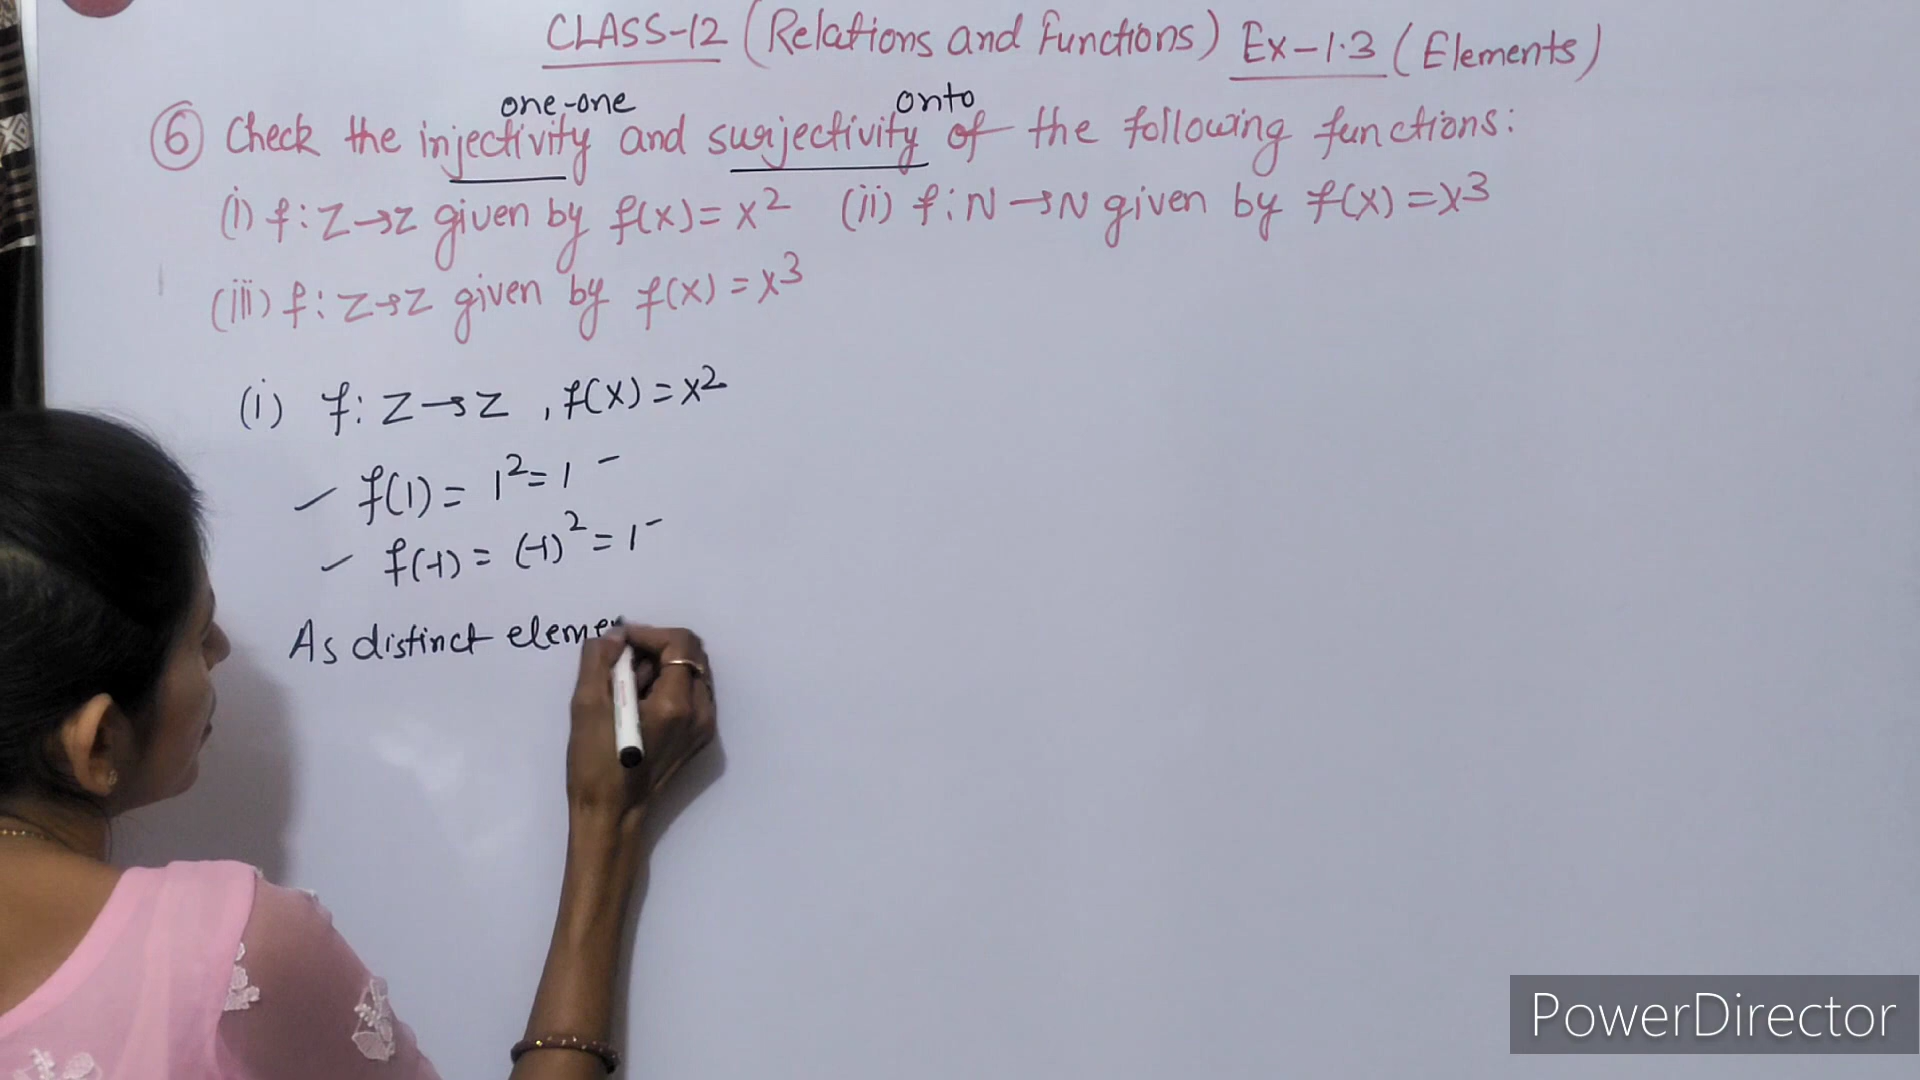 CLASS-12 (Relations and Functions) Ex-1.3 (Elements)
one-one onto
⑥ Check the injectivity and surjectivity of the following functions:
(i) f: Z→Z given by f(x)= x² (ii) f: N→N given by f(x)=x³
(iii) f: Z→Z given by f(x)=x³
(i) f: Z→Z , f(x)=x²
f(1)= 1²=1
f(-1)= (-1)²=1
As distinct eleme
PowerDirector